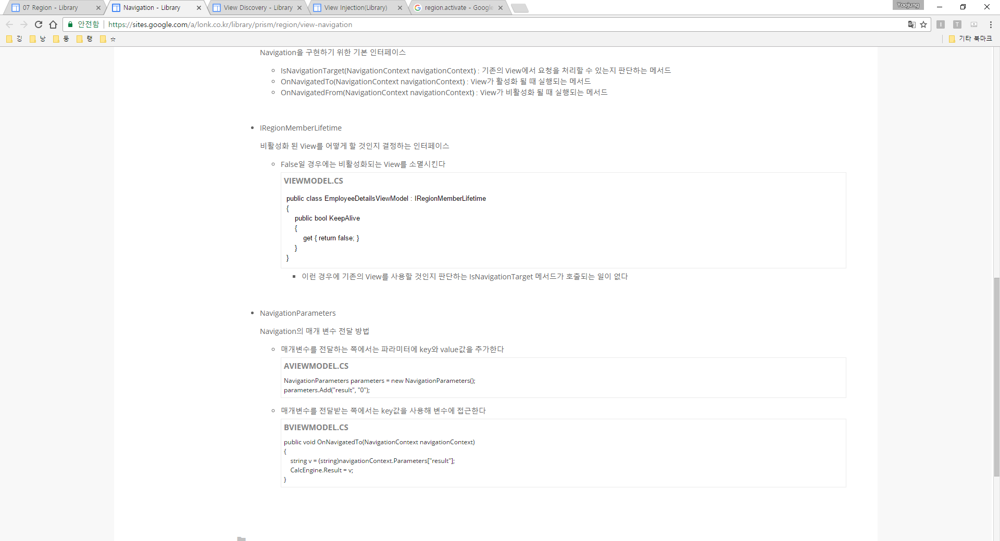 07 Region - Library
Navigation - Library
View Discovery - Library
View Injection(Library)
region.activate - Google
Yoojung
안전함
https://sites.google.com/a/lonk.co.kr/library/prism/region/view-navigation
깅
낭
둥
랭
☆
기타 북마크
Navigation을 구현하기 위한 기본 인터페이스
IsNavigationTarget(NavigationContext navigationContext) : 기존의 View에서 요청을 처리할 수 있는지 판단하는 메서드
OnNavigatedTo(NavigationContext navigationContext) : View가 활성화 될 때 실행되는 메서드
OnNavigatedFrom(NavigationContext navigationContext) : View가 비활성화 될 때 실행되는 메서드
IRegionMemberLifetime
비활성화 된 View를 어떻게 할 것인지 결정하는 인터페이스
False일 경우에는 비활성화되는 View를 소멸시킨다
VIEWMODEL.CS
public class EmployeeDetailsViewModel : IRegionMemberLifetime
{
public bool KeepAlive
{
get { return false; }
}
}
이런 경우에 기존의 View를 사용할 것인지 판단하는 IsNavigationTarget 메서드가 호출되는 일이 없다
NavigationParameters
Navigation의 매개 변수 전달 방법
매개변수를 전달하는 쪽에서는 파라미터에 key와 value값을 추가한다
AVIEWMODEL.CS
NavigationParameters parameters = new NavigationParameters();
parameters.Add("result", "0");
매개변수를 전달받는 쪽에서는 key값을 사용해 변수에 접근한다
BVIEWMODEL.CS
public void OnNavigatedTo(NavigationContext navigationContext)
{
string v = (string)navigationContext.Parameters["result"];
CalcEngine.Result = v;
}